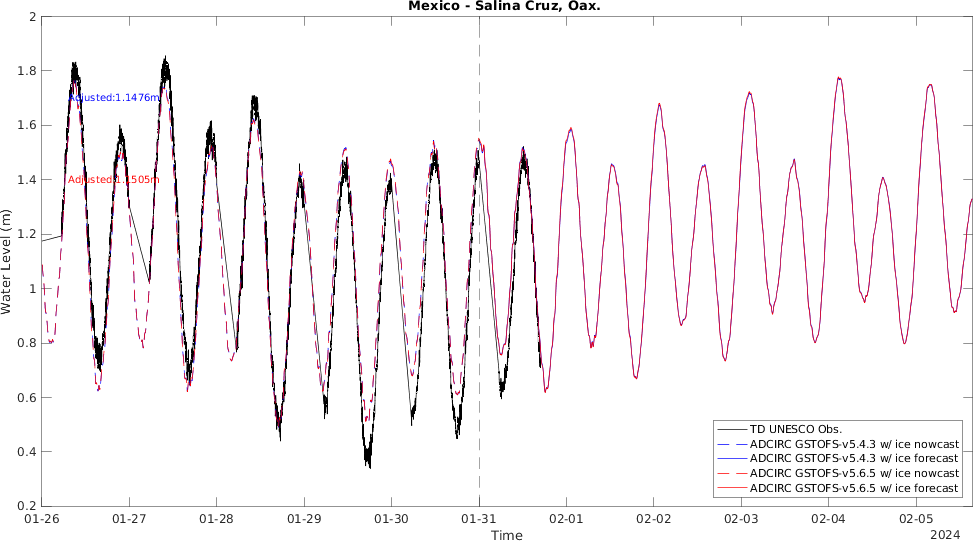 Mexico - Salina Cruz, Oax.
2
1.8
1.6
1.4
1.2
1
0.8
0.6
0.4
0.2
Water Level (m)
Adjusted:1.1476m
Adjusted:1.1505m
TD UNESCO Obs.
ADCIRC GSTOFS-v5.4.3 w/ ice nowcast
ADCIRC GSTOFS-v5.4.3 w/ ice forecast
ADCIRC GSTOFS-v5.6.5 w/ ice nowcast
ADCIRC GSTOFS-v5.6.5 w/ ice forecast
01-26 01-27 01-28 01-29 01-30 01-31 02-01 02-02 02-03 02-04 02-05
Time
2024